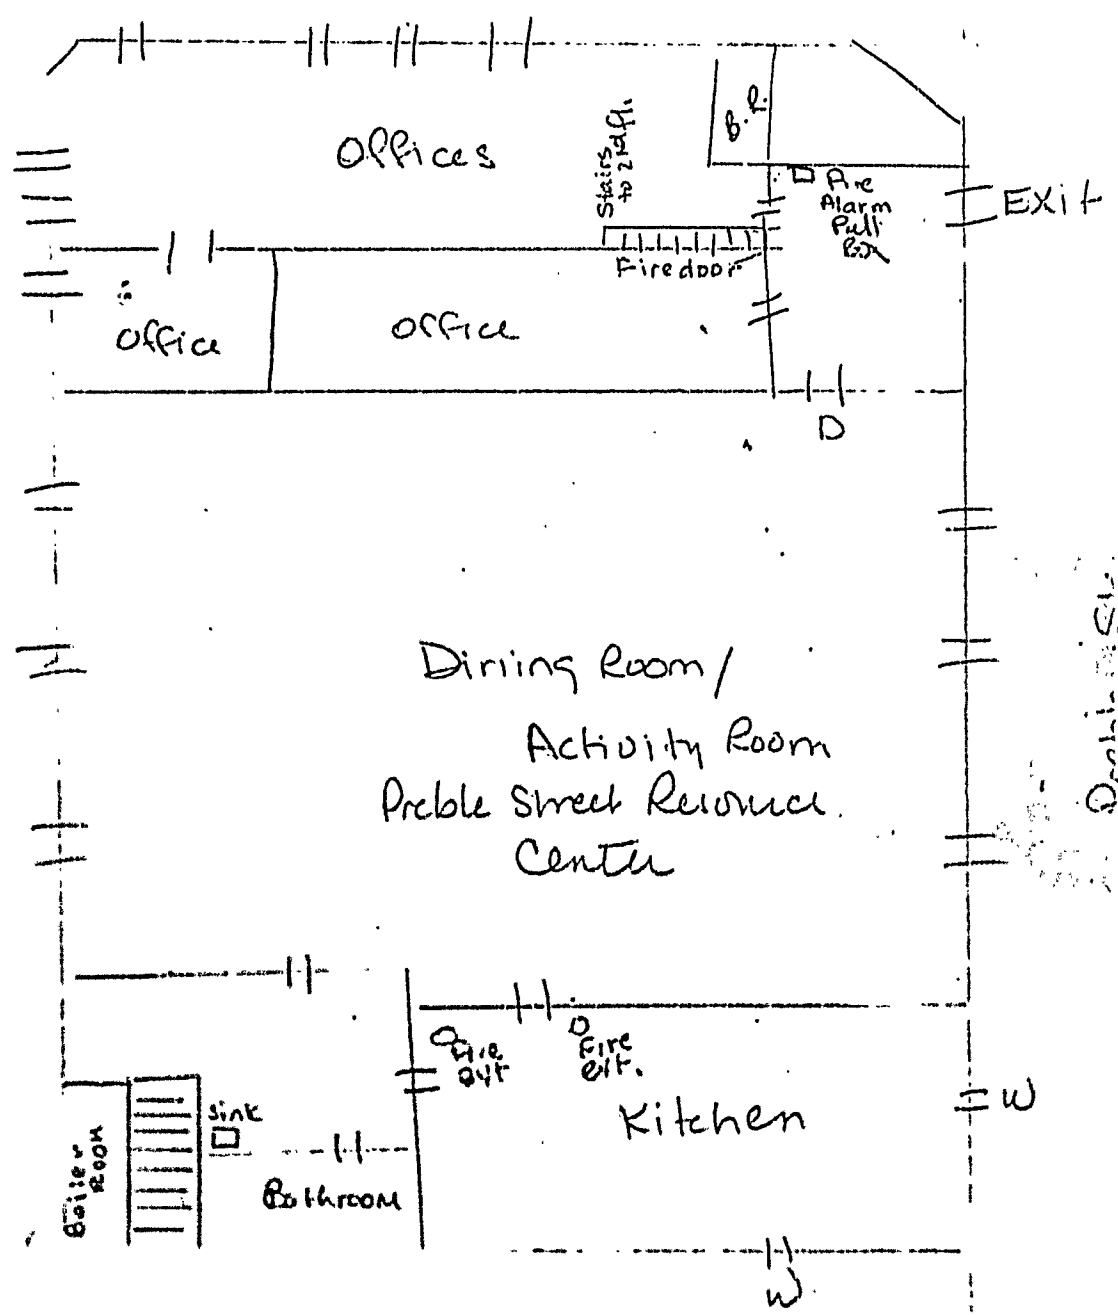 Offices
B.R.
Stairs
to 2nd fl.
Fire
Alarm
Pull
Box
EXit
Firedoor
Office
Office
D
Dining Room/
Activity Room
Preble Street Resource
Center
Fire
ext
Fire
ext.
Kitchen
W
Sink
Boiler
Room
Bathroom
W